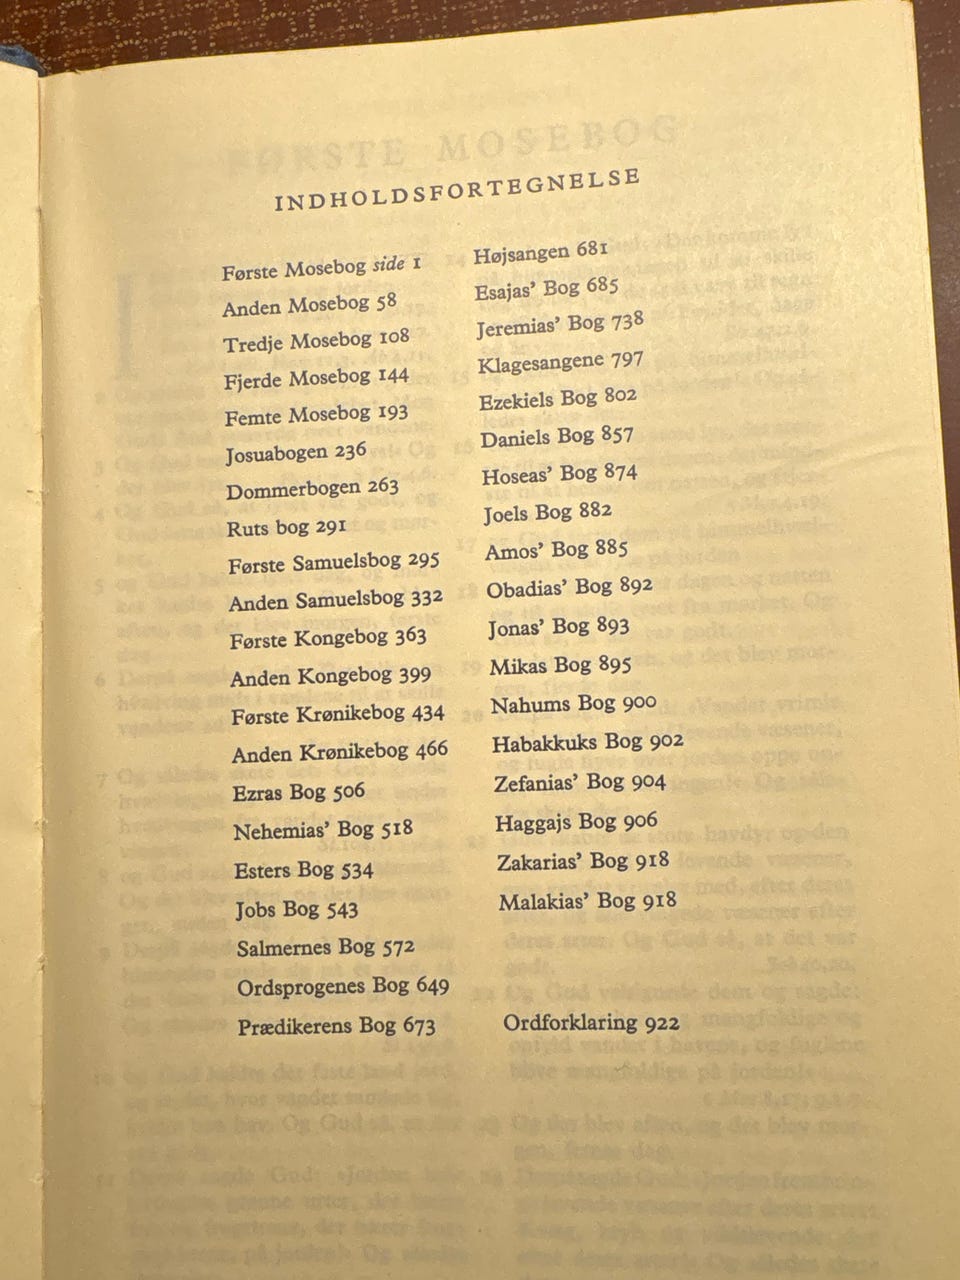 FØRSTE MOSEBOG
INDHOLDSFORTEGNELSE
Første Mosebog side 1
Anden Mosebog 58
Tredje Mosebog 108
Fjerde Mosebog 144
Femte Mosebog 193
Josuabogen 236
Dommerbogen 263
Ruts bog 291
Første Samuelsbog 295
Anden Samuelsbog 332
Første Kongebog 363
Anden Kongebog 399
Første Krønikebog 434
Anden Krønikebog 466
Ezras Bog 506
Nehemias’ Bog 518
Esters Bog 534
Jobs Bog 543
Salmernes Bog 572
Ordsprogenes Bog 649
Prædikerens Bog 673
Højsangen 681
Esajas’ Bog 685
Jeremias’ Bog 738
Klagesangene 797
Ezekiels Bog 802
Daniels Bog 857
Hoseas’ Bog 874
Joels Bog 882
Amos’ Bog 885
Obadias’ Bog 892
Jonas’ Bog 893
Mikas Bog 895
Nahums Bog 900
Habakkuks Bog 902
Zefanias’ Bog 904
Haggajs Bog 906
Zakarias’ Bog 918
Malakias’ Bog 918
Ordforklaring 922